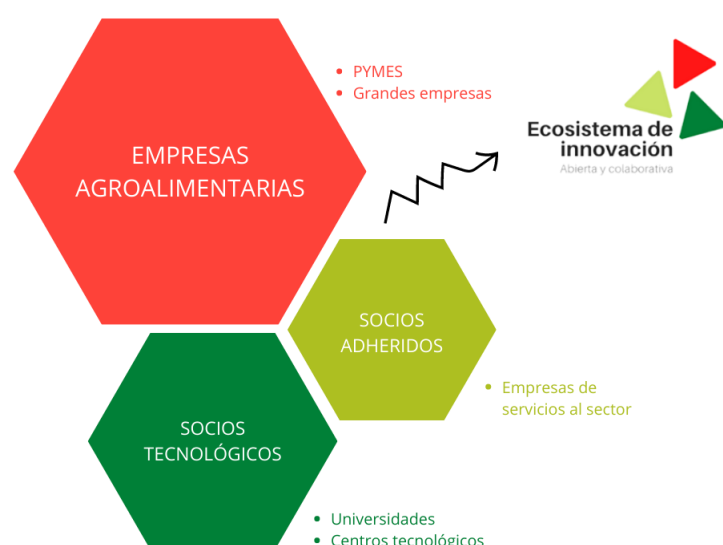 PYMES
Grandes empresas
EMPRESAS
AGROALIMENTARIAS
Ecosistema de
innovación
Abierta y colaborativa
SOCIOS
ADHERIDOS
Empresas de
servicios al sector
SOCIOS
TECNOLÓGICOS
Universidades
Centros tecnológicos